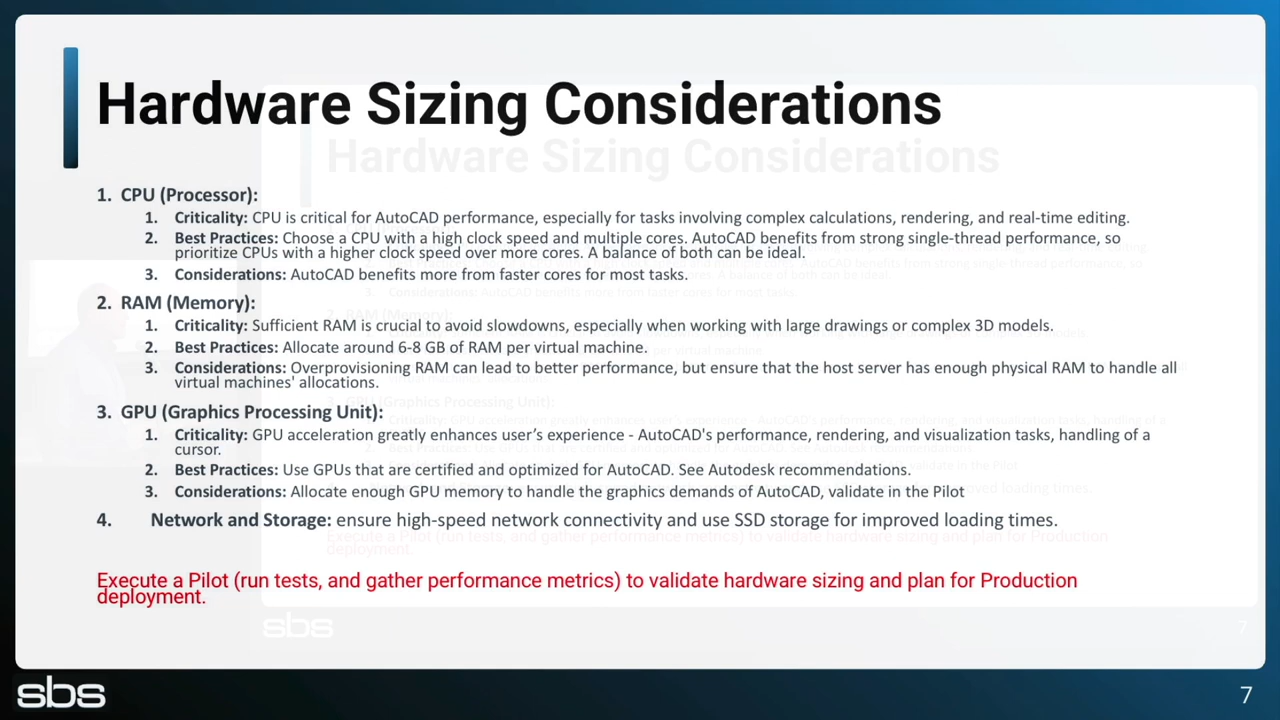 Hardware Sizing Considerations
1. CPU (Processor):
1. Criticality: CPU is critical for AutoCAD performance, especially for tasks involving complex calculations, rendering, and real-time editing.
2. Best Practices: Choose a CPU with a high clock speed and multiple cores. AutoCAD benefits from strong single-thread performance, so
prioritize CPUs with a higher clock speed over more cores. A balance of both can be ideal.
3. Considerations: AutoCAD benefits more from faster cores for most tasks.
2. RAM (Memory):
1. Criticality: Sufficient RAM is crucial to avoid slowdowns, especially when working with large drawings or complex 3D models.
2. Best Practices: Allocate around 6-8 GB of RAM per virtual machine.
3. Considerations: Overprovisioning RAM can lead to better performance, but ensure that the host server has enough physical RAM to handle all
virtual machines' allocations.
3. GPU (Graphics Processing Unit):
1. Criticality: GPU acceleration greatly enhances user’s experience - AutoCAD's performance, rendering, and visualization tasks, handling of a
cursor.
2. Best Practices: Use GPUs that are certified and optimized for AutoCAD. See Autodesk recommendations.
3. Considerations: Allocate enough GPU memory to handle the graphics demands of AutoCAD, validate in the Pilot
4. Network and Storage: ensure high-speed network connectivity and use SSD storage for improved loading times.
Execute a Pilot (run tests, and gather performance metrics) to validate hardware sizing and plan for Production
deployment.
sbs
7